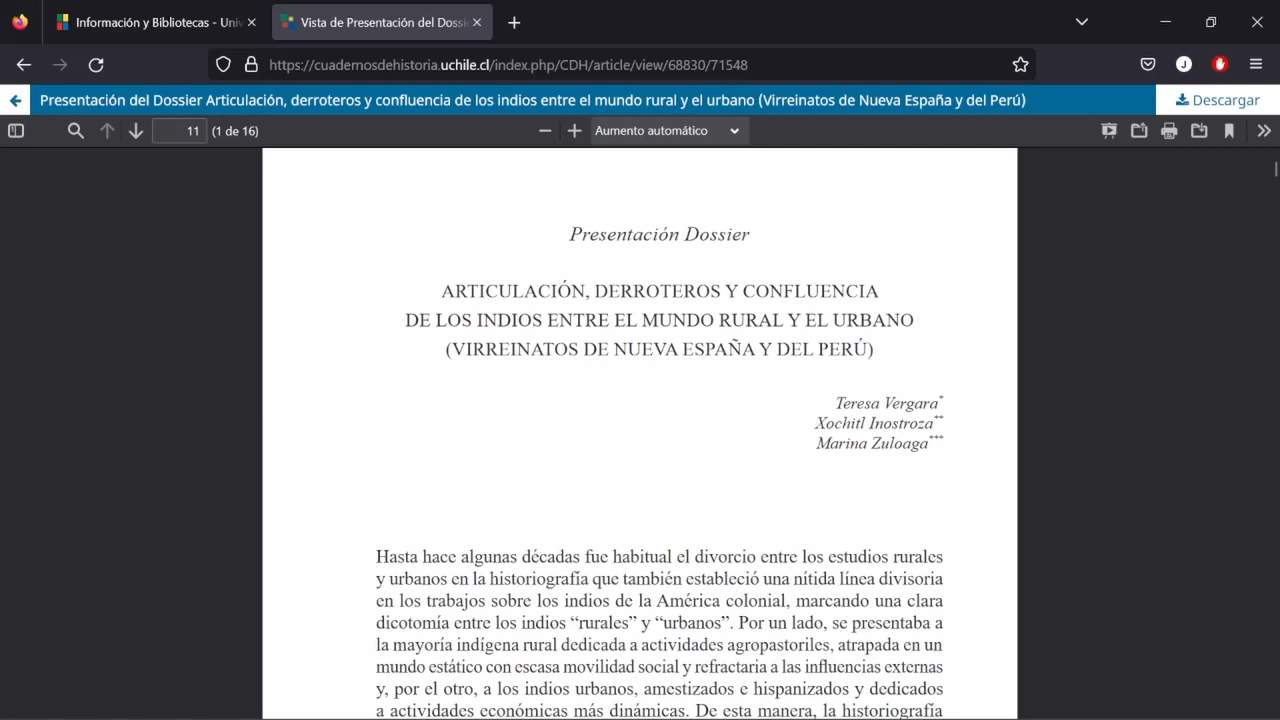 Información y Bibliotecas - Univ
Vista de Presentación del Dossie
https://cuadernosdehistoria.uchile.cl/index.php/CDH/article/view/68830/71548
J
Presentación del Dossier Articulación, derroteros y confluencia de los indios entre el mundo rural y el urbano (Virreinatos de Nueva España y del Perú)
Descargar
11 (1 de 16)
Aumento automático
Presentación Dossier
ARTICULACIÓN, DERROTEROS Y CONFLUENCIA
DE LOS INDIOS ENTRE EL MUNDO RURAL Y EL URBANO
(VIRREINATOS DE NUEVA ESPAÑA Y DEL PERÚ)
Teresa Vergara*
Xochitl Inostroza**
Marina Zuloaga***
Hasta hace algunas décadas fue habitual el divorcio entre los estudios rurales
y urbanos en la historiografía que también estableció una nítida línea divisoria
en los trabajos sobre los indios de la América colonial, marcando una clara
dicotomía entre los indios “rurales” y “urbanos”. Por un lado, se presentaba a
la mayoría indígena rural dedicada a actividades agropastoriles, atrapada en un
mundo estático con escasa movilidad social y refractaria a las influencias externas
y, por el otro, a los indios urbanos, amestizados e hispanizados y dedicados
a actividades económicas más dinámicas. De esta manera, la historiografía